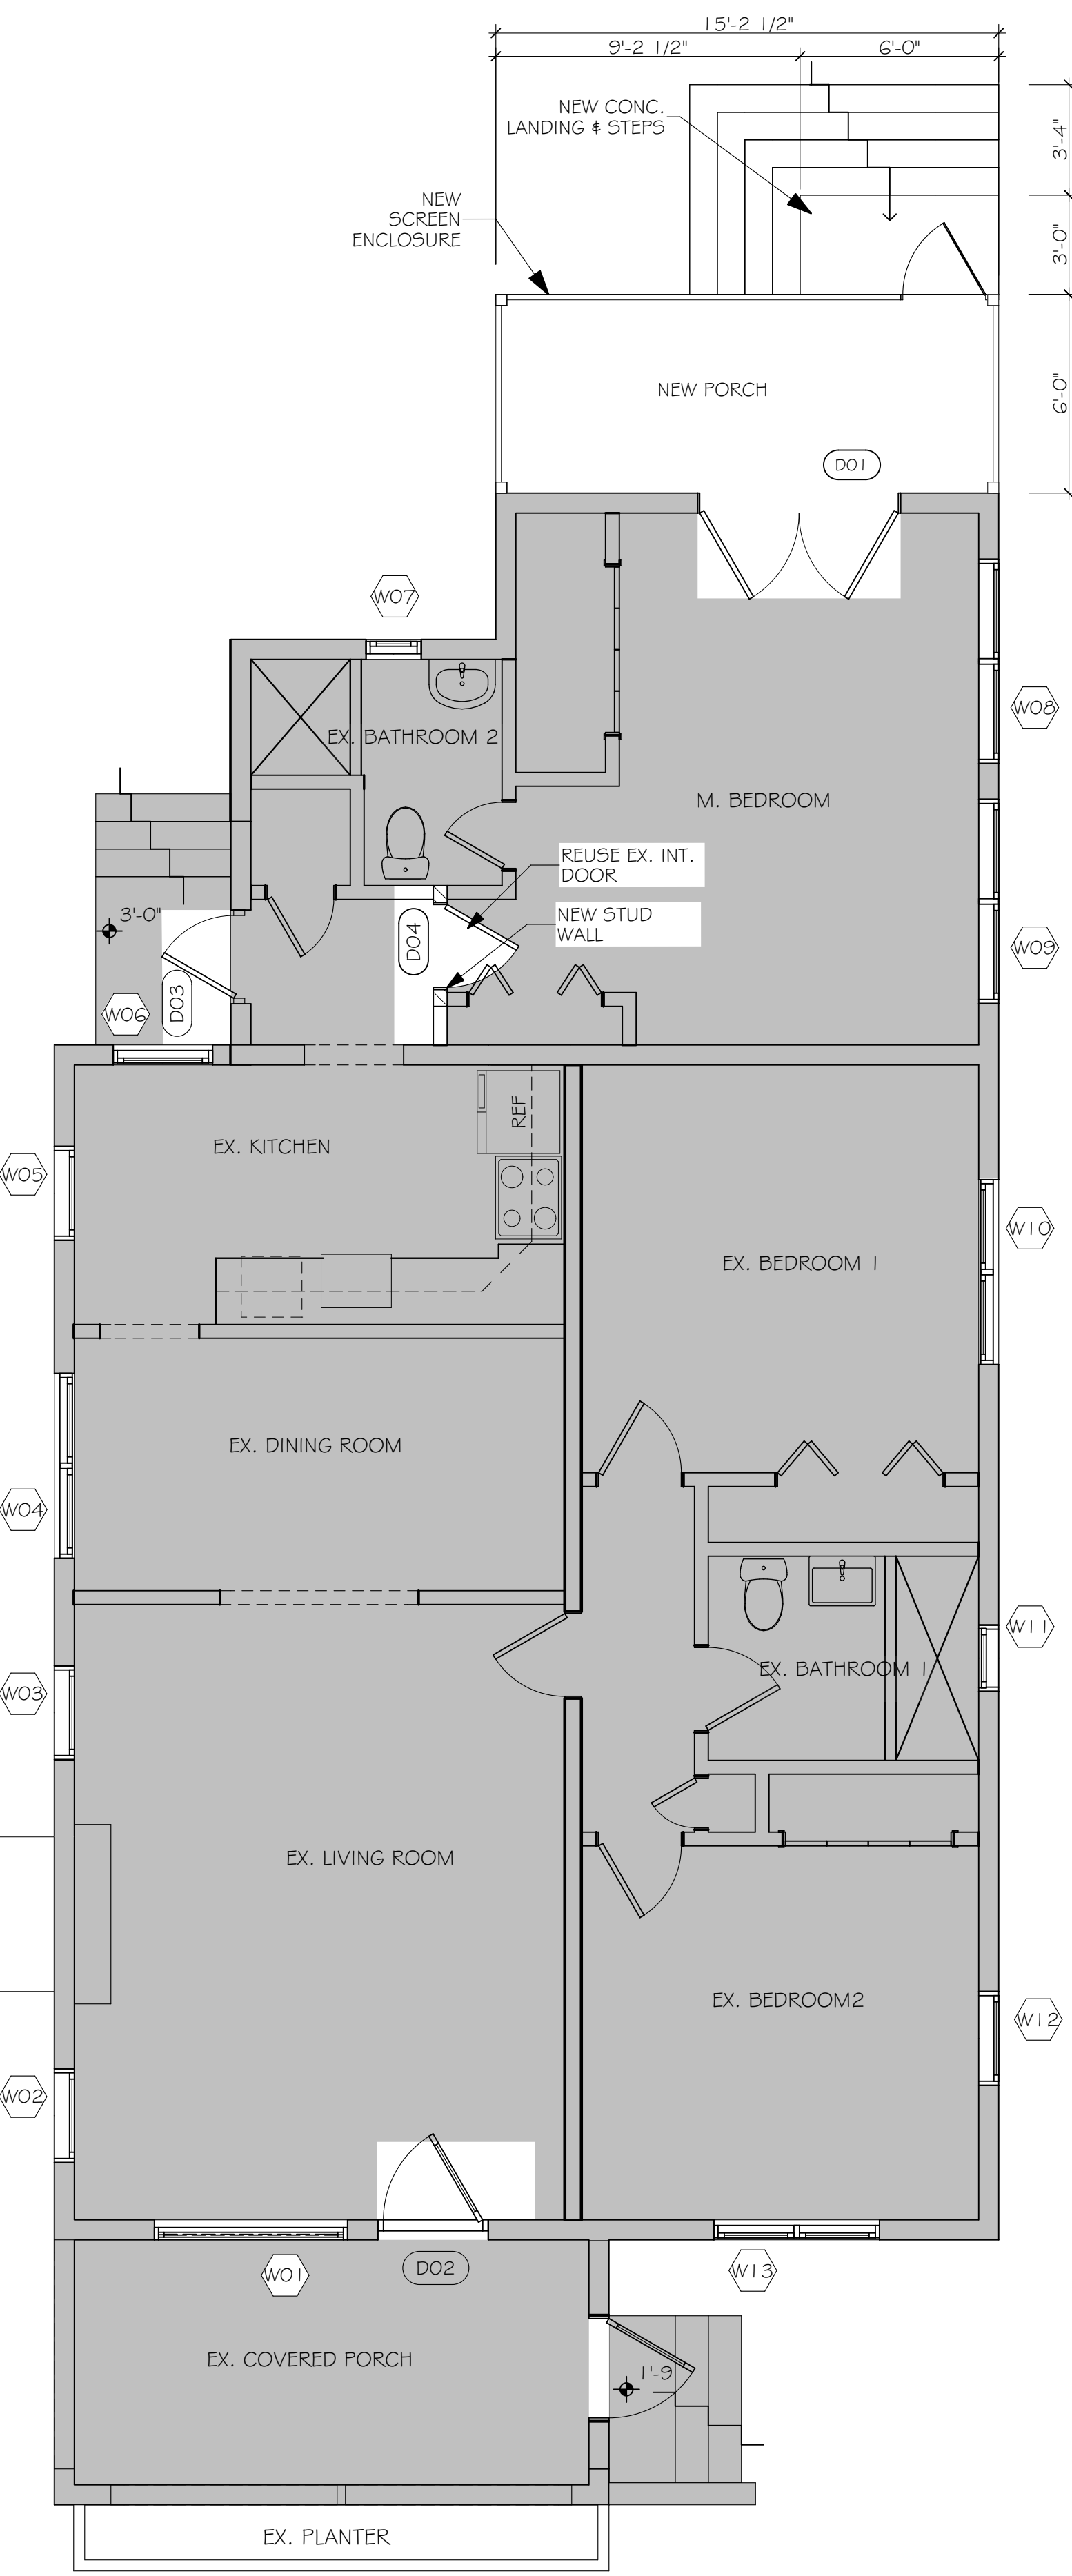 15'-2 1/2"
9'-2 1/2"
6'-0"
NEW CONC.
LANDING & STEPS
3'-4"
NEW
SCREEN
ENCLOSURE
3'-0"
NEW PORCH
6'-0"
D01
W07
W08
EX. BATHROOM 2
M. BEDROOM
REUSE EX. INT.
DOOR
NEW STUD
WALL
3'-0"
D04
W09
D03
W06
REF
EX. KITCHEN
W05
W10
EX. BEDROOM 1
EX. DINING ROOM
W04
W11
EX. BATHROOM 1
W03
EX. LIVING ROOM
EX. BEDROOM2
W12
W02
D02
W01
W13
EX. COVERED PORCH
1'-9
EX. PLANTER